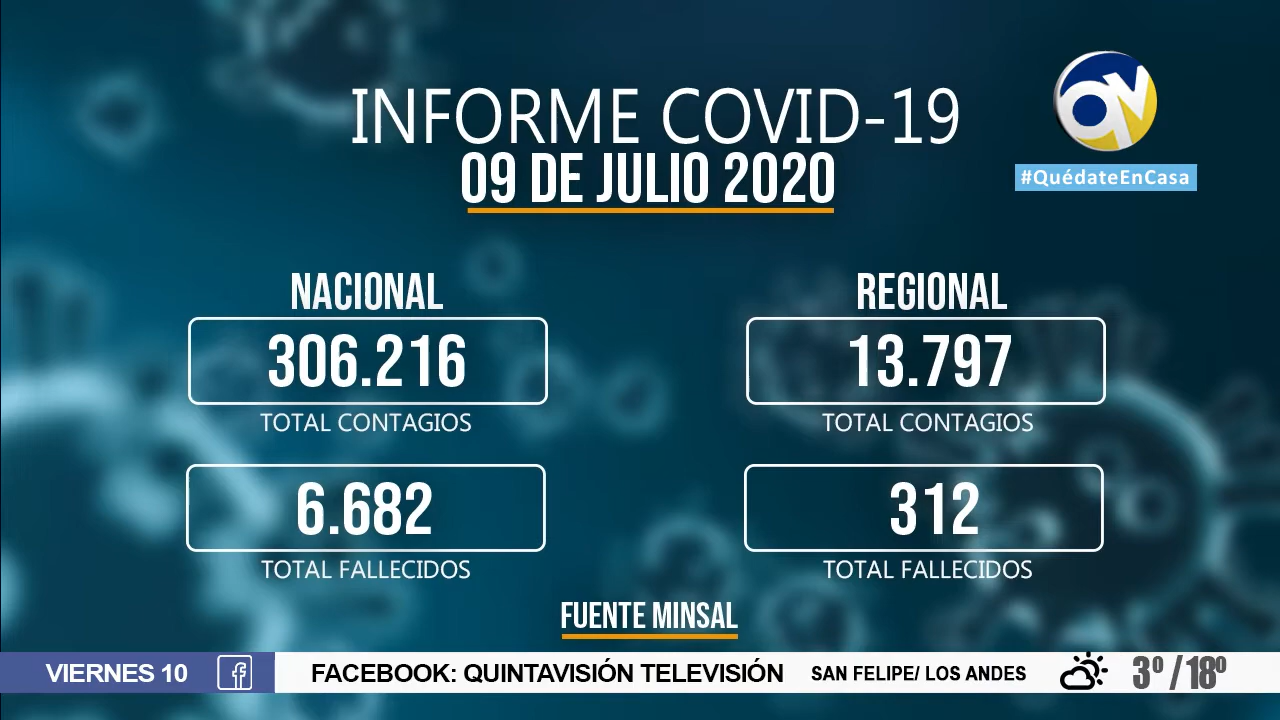 INFORME COVID-19
09 DE JULIO 2020
QV
#QuédateEnCasa
NACIONAL
306.216
TOTAL CONTAGIOS
6.682
TOTAL FALLECIDOS
REGIONAL
13.797
TOTAL CONTAGIOS
312
TOTAL FALLECIDOS
FUENTE MINSAL
VIERNES 10 f FACEBOOK: QUINTAVISIÓN TELEVISIÓN SAN FELIPE/ LOS ANDES 3º / 18º